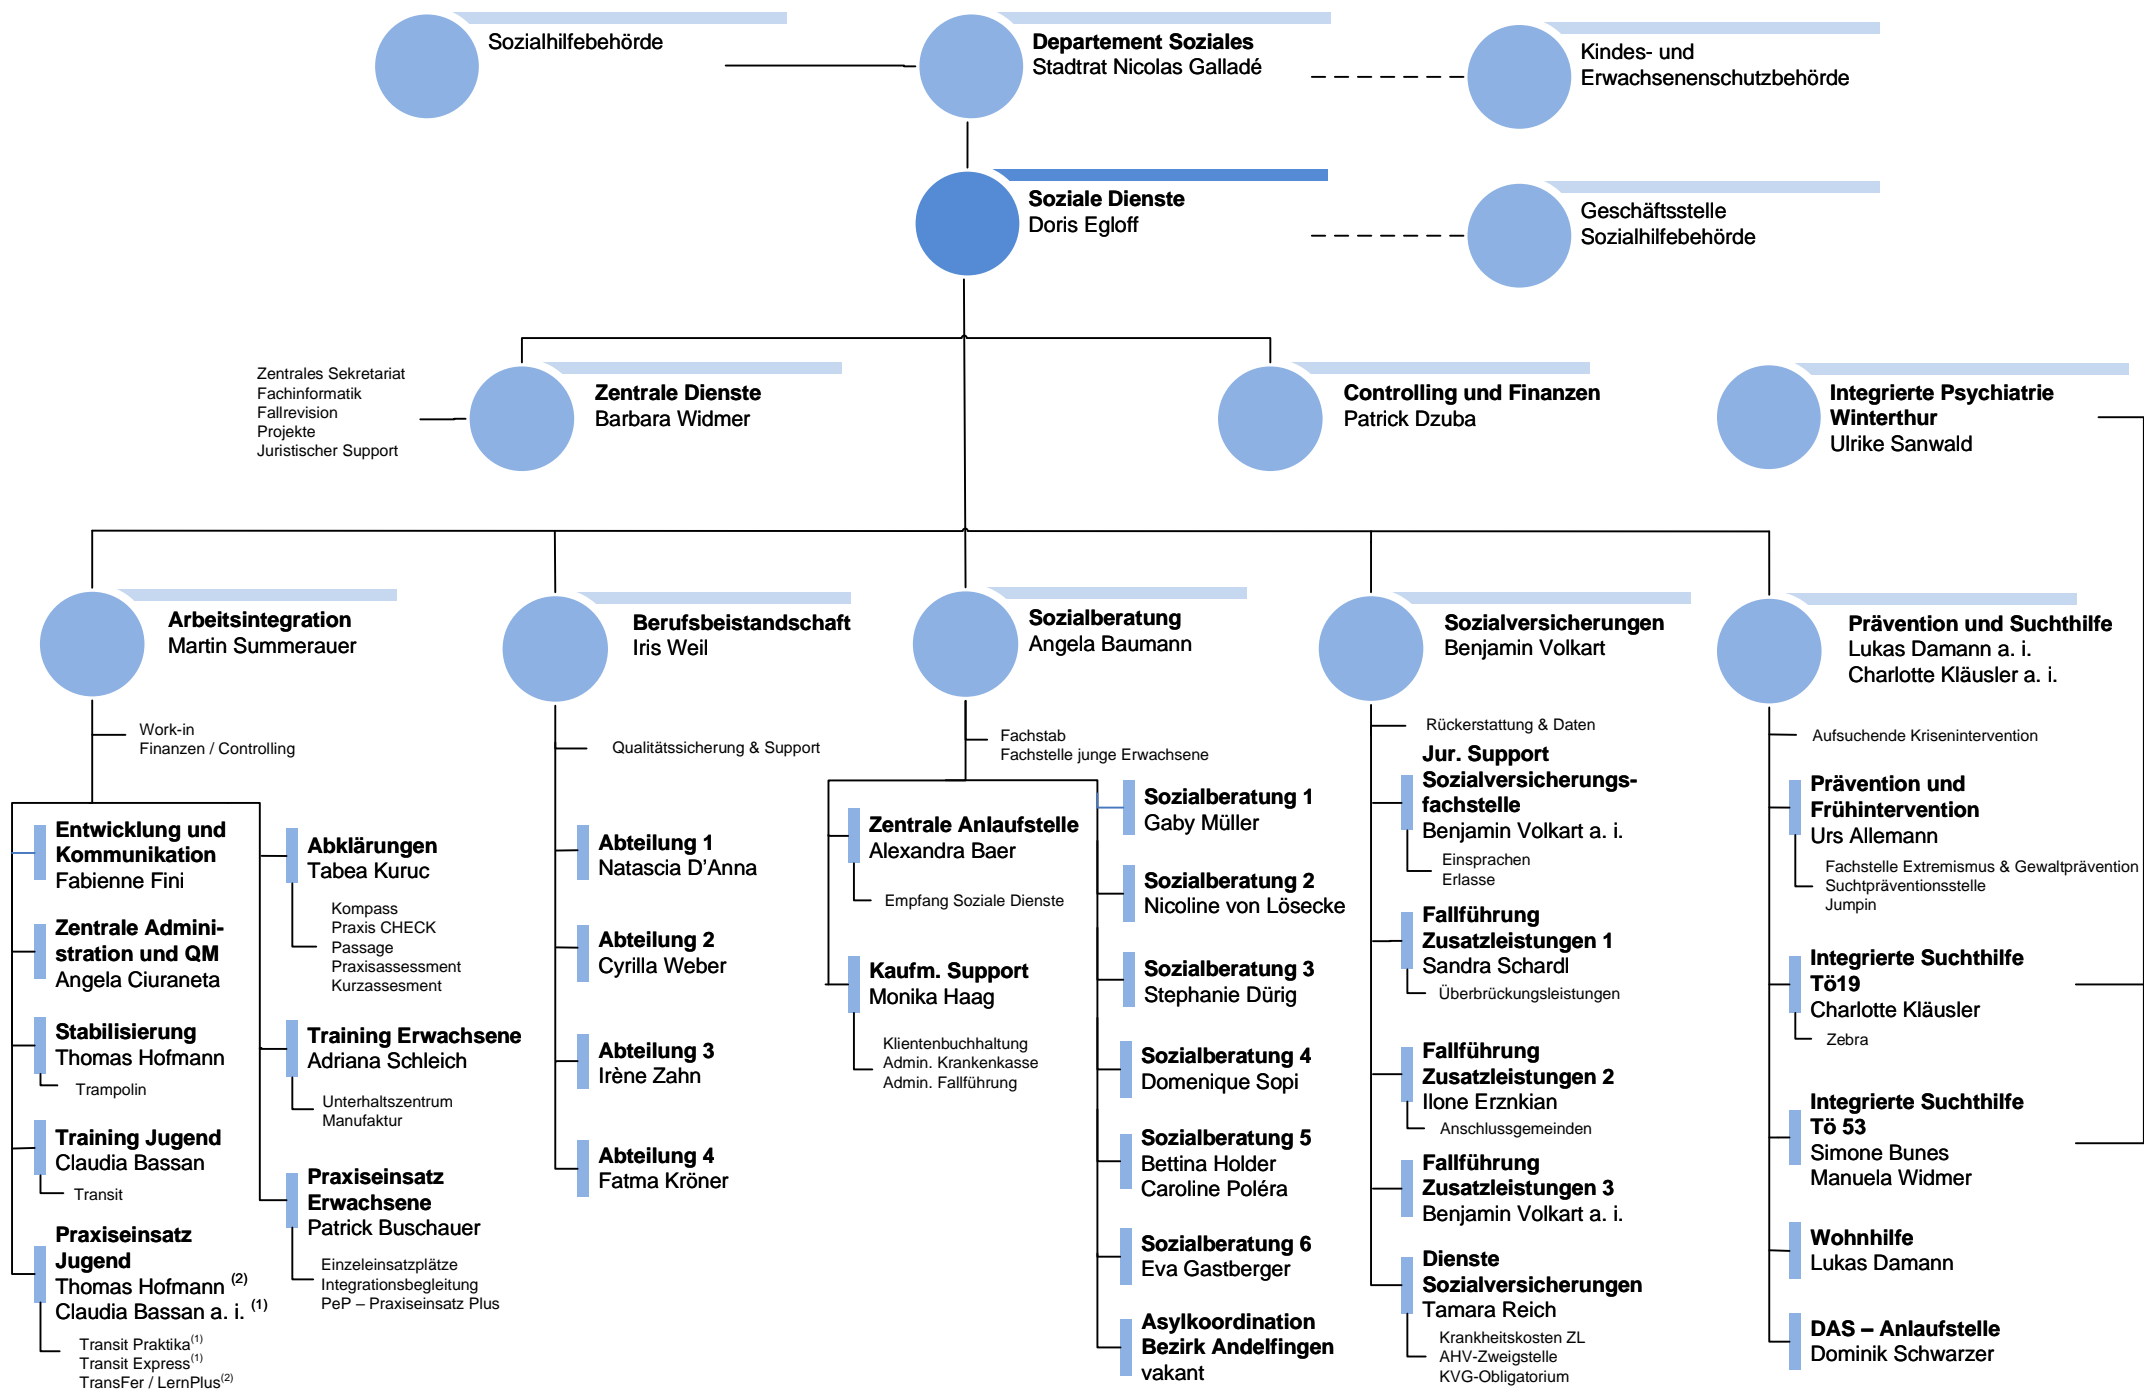 Sozialhilfebehörde
Departement Soziales
Stadtrat Nicolas Galladé
Kindes- und
Erwachsenenschutzbehörde
Soziale Dienste
Doris Egloff
Geschäftsstelle
Sozialhilfebehörde
Zentrales Sekretariat
Fachinformatik
Fallrevision
Projekte
Juristischer Support
Zentrale Dienste
Barbara Widmer
Controlling und Finanzen
Patrick Dzuba
Integrierte Psychiatrie
Winterthur
Ulrike Sanwald
Arbeitsintegration
Martin Summerauer
Work-in
Finanzen / Controlling
Entwicklung und
Kommunikation
Fabienne Fini
Zentrale Admini-
stration und QM
Angela Ciuraneta
Stabilisierung
Thomas Hofmann
Trampolin
Training Jugend
Claudia Bassan
Transit
Praxiseinsatz
Jugend
Thomas Hofmann (2)
Claudia Bassan a. i. (1)
Transit Praktika(1)
Transit Express(1)
TransFer / LernPlus(2)
Abklärungen
Tabea Kuruc
Kompass
Praxis CHECK
Passage
Praxisassessment
Kurzassesment
Training Erwachsene
Adriana Schleich
Unterhaltszentrum
Manufaktur
Praxiseinsatz
Erwachsene
Patrick Buschauer
Einzeleinsatzplätze
Integrationsbegleitung
PeP – Praxiseinsatz Plus
Berufsbeistandschaft
Iris Weil
Qualitätssicherung & Support
Abteilung 1
Natascia D'Anna
Abteilung 2
Cyrilla Weber
Abteilung 3
Irène Zahn
Abteilung 4
Fatma Kröner
Sozialberatung
Angela Baumann
Fachstab
Fachstelle junge Erwachsene
Zentrale Anlaufstelle
Alexandra Baer
Empfang Soziale Dienste
Kaufm. Support
Monika Haag
Klientenbuchhaltung
Admin. Krankenkasse
Admin. Fallführung
Sozialberatung 1
Gaby Müller
Sozialberatung 2
Nicoline von Lösecke
Sozialberatung 3
Stephanie Dürig
Sozialberatung 4
Domenique Sopi
Sozialberatung 5
Bettina Holder
Caroline Poléra
Sozialberatung 6
Eva Gastberger
Asylkoordination
Bezirk Andelfingen
vakant
Sozialversicherungen
Benjamin Volkart
Rückerstattung & Daten
Jur. Support
Sozialversicherungs-
fachstelle
Benjamin Volkart a. i.
Einsprachen
Erlasse
Fallführung
Zusatzleistungen 1
Sandra Schardl
Überbrückungsleistungen
Fallführung
Zusatzleistungen 2
Ilone Erznkian
Anschlussgemeinden
Fallführung
Zusatzleistungen 3
Benjamin Volkart a. i.
Dienste
Sozialversicherungen
Tamara Reich
Krankheitskosten ZL
AHV-Zweigstelle
KVG-Obligatorium
Prävention und Suchthilfe
Lukas Damann a. i.
Charlotte Kläusler a. i.
Aufsuchende Krisenintervention
Prävention und
Frühintervention
Urs Allemann
Fachstelle Extremismus & Gewaltprävention
Suchtpräventionsstelle
Jumpin
Integrierte Suchthilfe
Tö19
Charlotte Kläusler
Zebra
Integrierte Suchthilfe
Tö 53
Simone Bunes
Manuela Widmer
Wohnhilfe
Lukas Damann
DAS – Anlaufstelle
Dominik Schwarzer